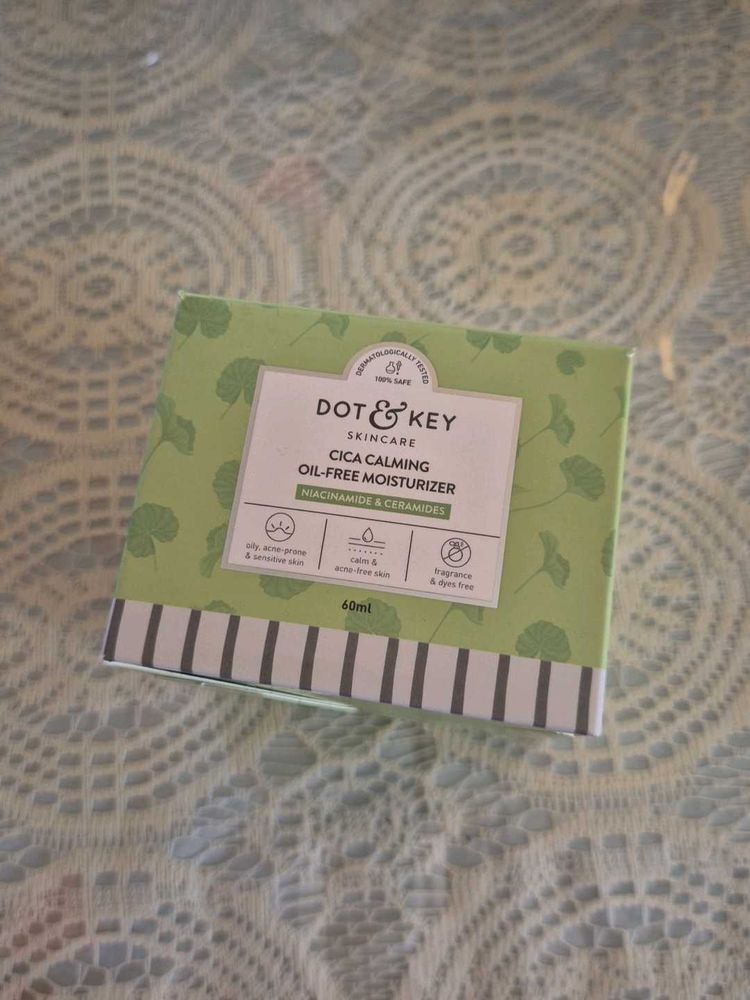 DERMATOLOGICALLY TESTED
100% SAFE
DOT & KEY
SKINCARE
CICA CALMING
OIL-FREE MOISTURIZER
NIACINAMIDE & CERAMIDES
oily, acne-prone
& sensitive skin
calm &
acne-free skin
fragrance
& dyes free
60ml